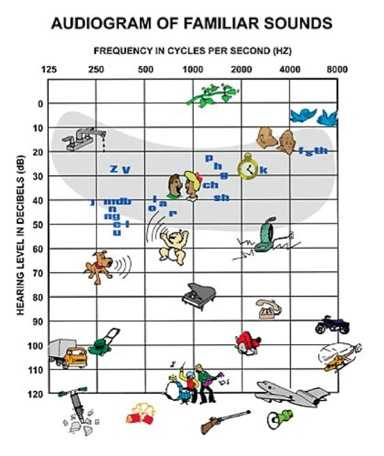 AUDIOGRAM OF FAMILIAR SOUNDS
FREQUENCY IN CYCLES PER SECOND (HZ)
125 250 500 1000 2000 4000 8000
HEARING LEVEL IN DECIBELS (dB)
0
10
20
30
40
50
60
70
80
90
100
110
120
z v
p
h
g
k
f s th
ch
sh
j mdb
n
ng
e l
u
i a
o
r